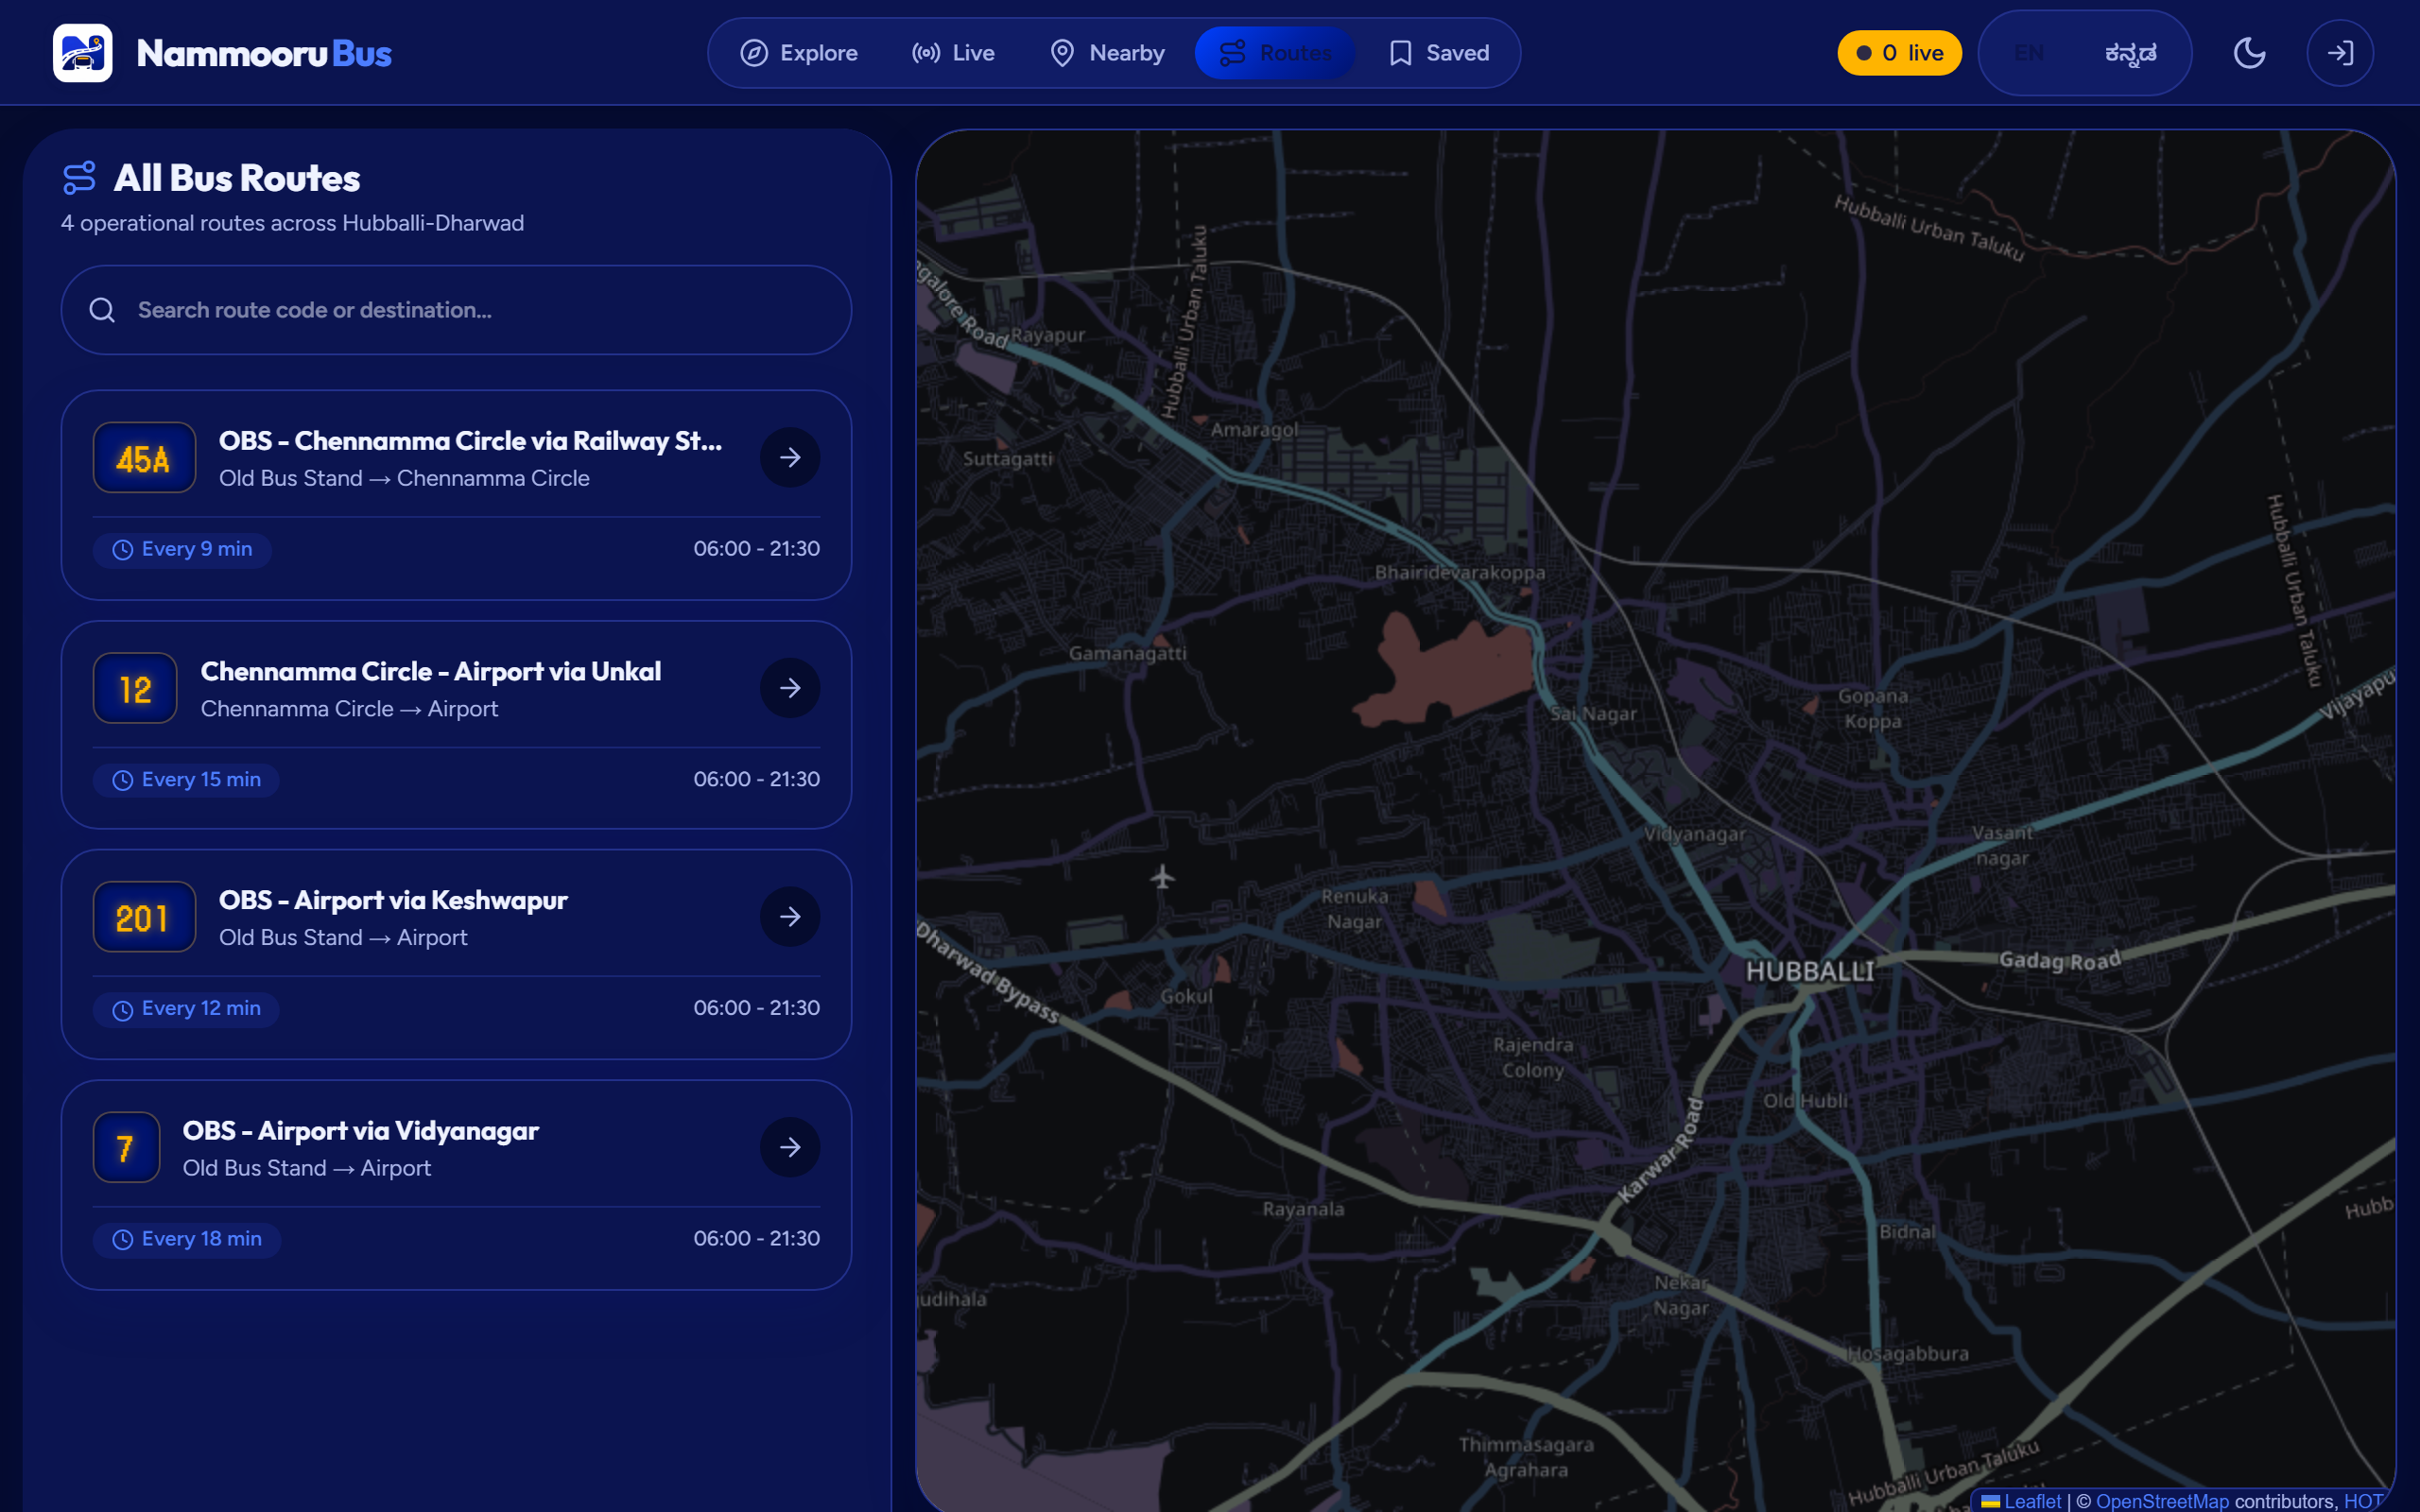 Nammooru Bus
Explore
Live
Nearby
Routes
Saved
0 live
EN
ಕನ್ನಡ
All Bus Routes
4 operational routes across Hubballi-Dharwad
Search route code or destination...
45A
OBS - Chennamma Circle via Railway St...
Old Bus Stand → Chennamma Circle
Every 9 min
06:00 - 21:30
12
Chennamma Circle - Airport via Unkal
Chennamma Circle → Airport
Every 15 min
06:00 - 21:30
201
OBS - Airport via Keshwapur
Old Bus Stand → Airport
Every 12 min
06:00 - 21:30
7
OBS - Airport via Vidyanagar
Old Bus Stand → Airport
Every 18 min
06:00 - 21:30
Hubballi Urban Taluku
Hubballi Urban Taluku
galore Road
Rayapur
Amaragol
Suttagatti
Hubballi Urban Taluku
Bhairidevarakoppa
Gamanagatti
Gopana
Koppa
Sai Nagar
Vijayapu
Vidyanagar
Vasant
nagar
Renuka
Nagar
Dharwad Bypass
HUBBALLI
Gadag Road
Gokul
Rajendra
Colony
Old Hubli
Karwar Road
Rayanala
Hubb
Bidnal
Nekar
Nagar
udihala
Hosagabbura
Thimmasagara
Agrahara
Hubballi Urban Taluku
Leaflet | © OpenStreetMap contributors, HOT